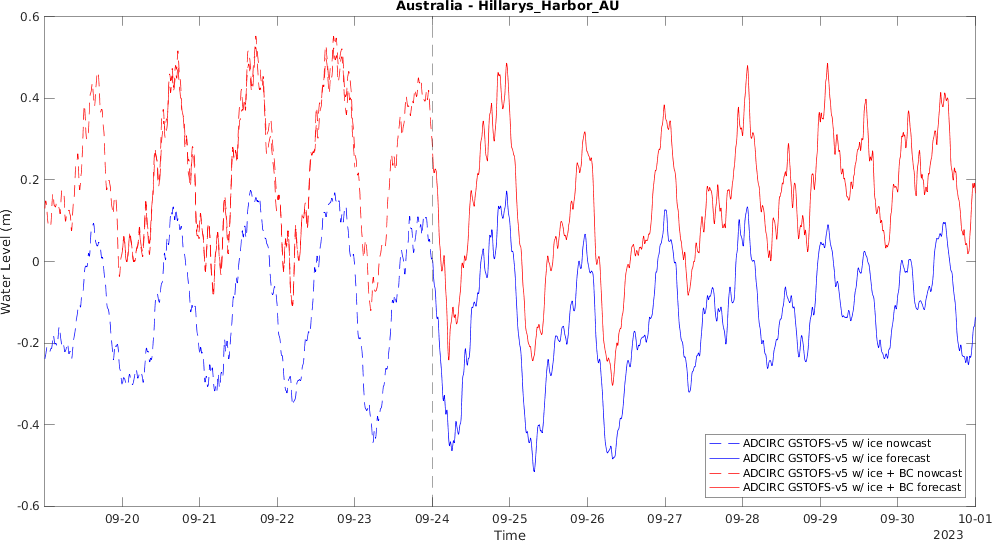 Australia - Hillarys_Harbor_AU
0.6
0.4
0.2
0
-0.2
-0.4
-0.6
Water Level (m)
09-20 09-21 09-22 09-23 09-24 09-25 09-26 09-27 09-28 09-29 09-30 10-01
Time
2023
ADCIRC GSTOFS-v5 w/ ice nowcast
ADCIRC GSTOFS-v5 w/ ice forecast
ADCIRC GSTOFS-v5 w/ ice + BC nowcast
ADCIRC GSTOFS-v5 w/ ice + BC forecast